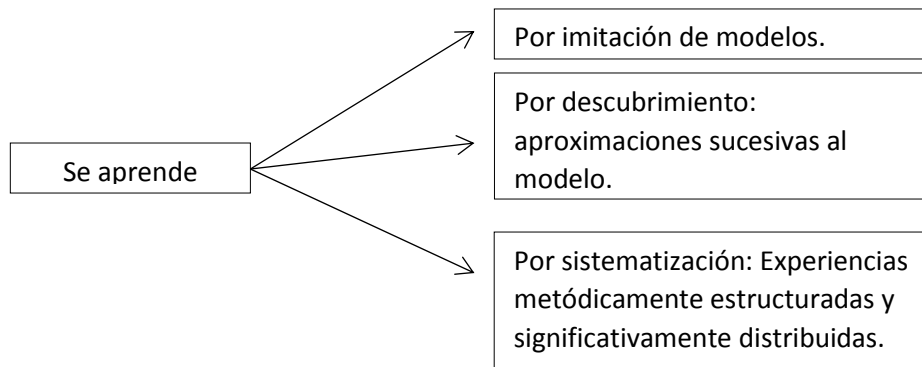 Se aprende
Por imitación de modelos.
Por descubrimiento:
aproximaciones sucesivas al
modelo.
Por sistematización: Experiencias
metódicamente estructuradas y
significativamente distribuidas.